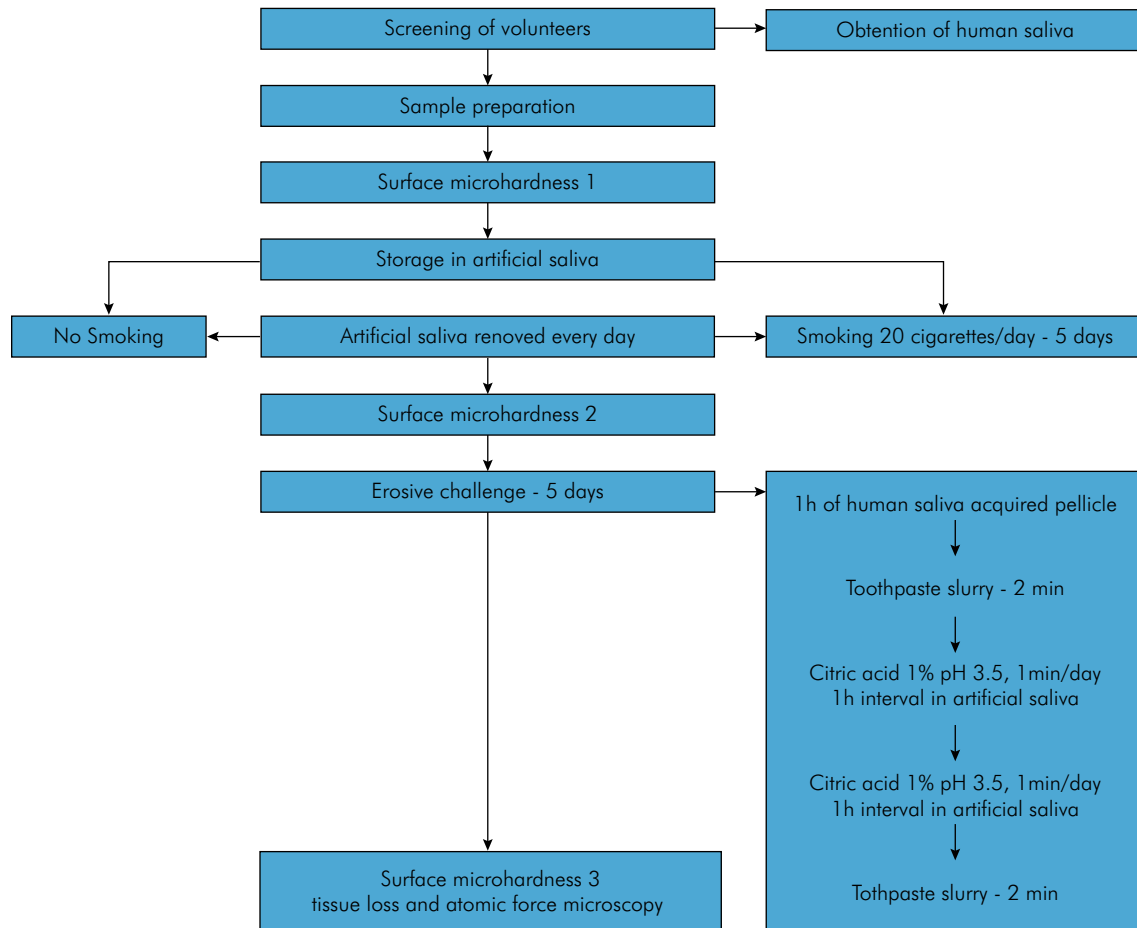 Screening of volunteers
Obtention of human saliva
Sample preparation
Surface microhardness 1
Storage in artificial saliva
No Smoking
Artificial saliva renoved every day
Smoking 20 cigarettes/day - 5 days
Surface microhardness 2
Erosive challenge - 5 days
1h of human saliva acquired pellicle
Toothpaste slurry - 2 min
Citric acid 1% pH 3.5, 1min/day
1h interval in artificial saliva
Citric acid 1% pH 3.5, 1min/day
1h interval in artificial saliva
Tothpaste slurry - 2 min
Surface microhardness 3
tissue loss and atomic force microscopy